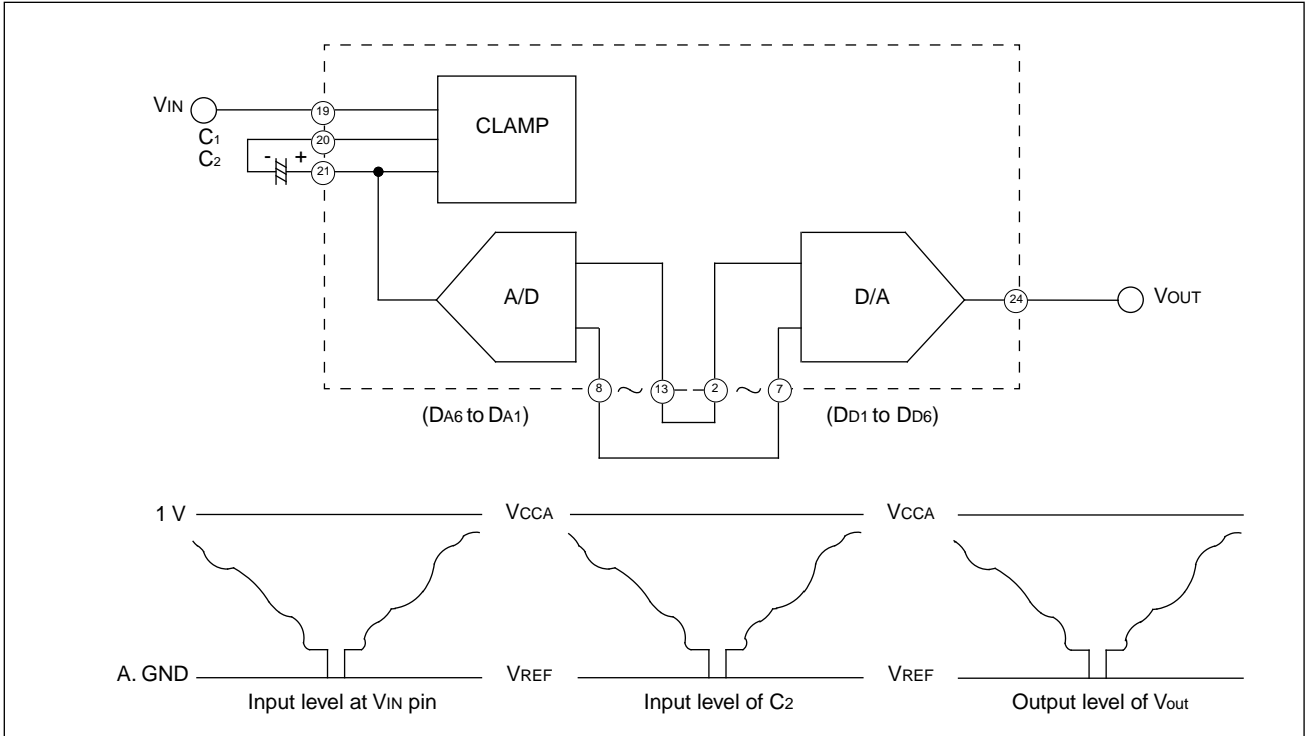 VIN
19
CLAMP
C1
20
C2
- +
21
A/D
D/A
24
VOUT
8 ~ 13 2 ~ 7
(DA6 to DA1) (DD1 to DD6)
1 V VCCA VCCA
A. GND VREF VREF
Input level at VIN pin Input level of C2 Output level of Vout